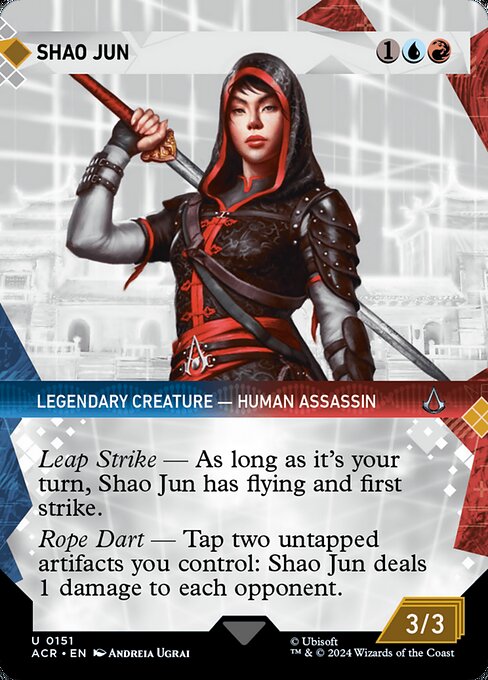 SHAO JUN
1
LEGENDARY CREATURE — HUMAN ASSASSIN
Leap Strike — As long as it's your
turn, Shao Jun has flying and first
strike.
Rope Dart — Tap two untapped
artifacts you control: Shao Jun deals
1 damage to each opponent.
3/3
U 0151
ACR • EN Andreia Ugrai
© Ubisoft
™ & © 2024 Wizards of the Coast